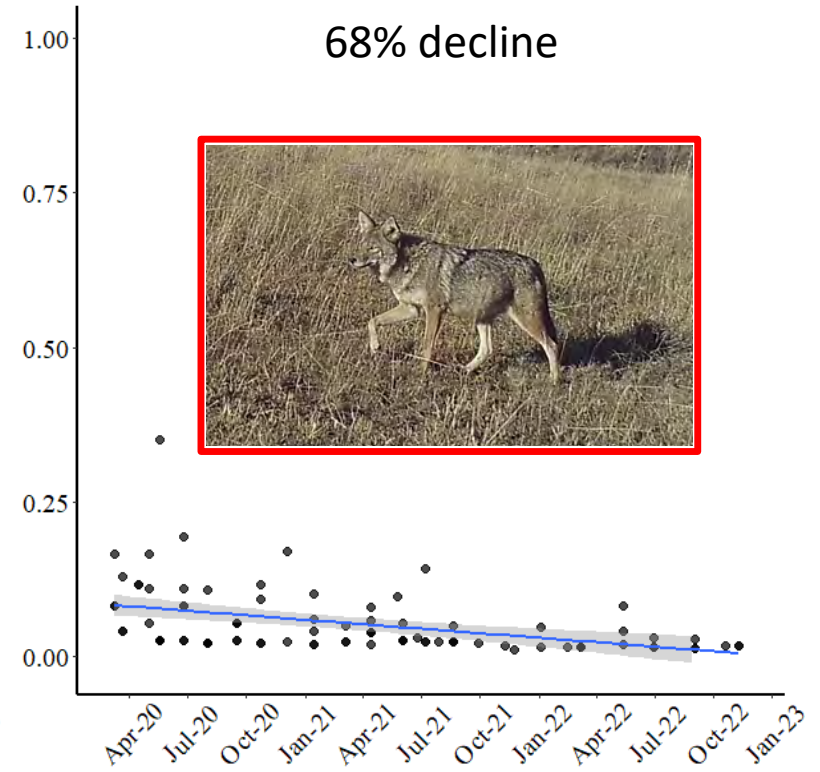 68% decline
1.00
0.75
0.50
0.25
0.00
Apr-20
Jul-20
Oct-20
Jan-21
Apr-21
Jul-21
Oct-21
Jan-22
Apr-22
Jul-22
Oct-22
Jan-23